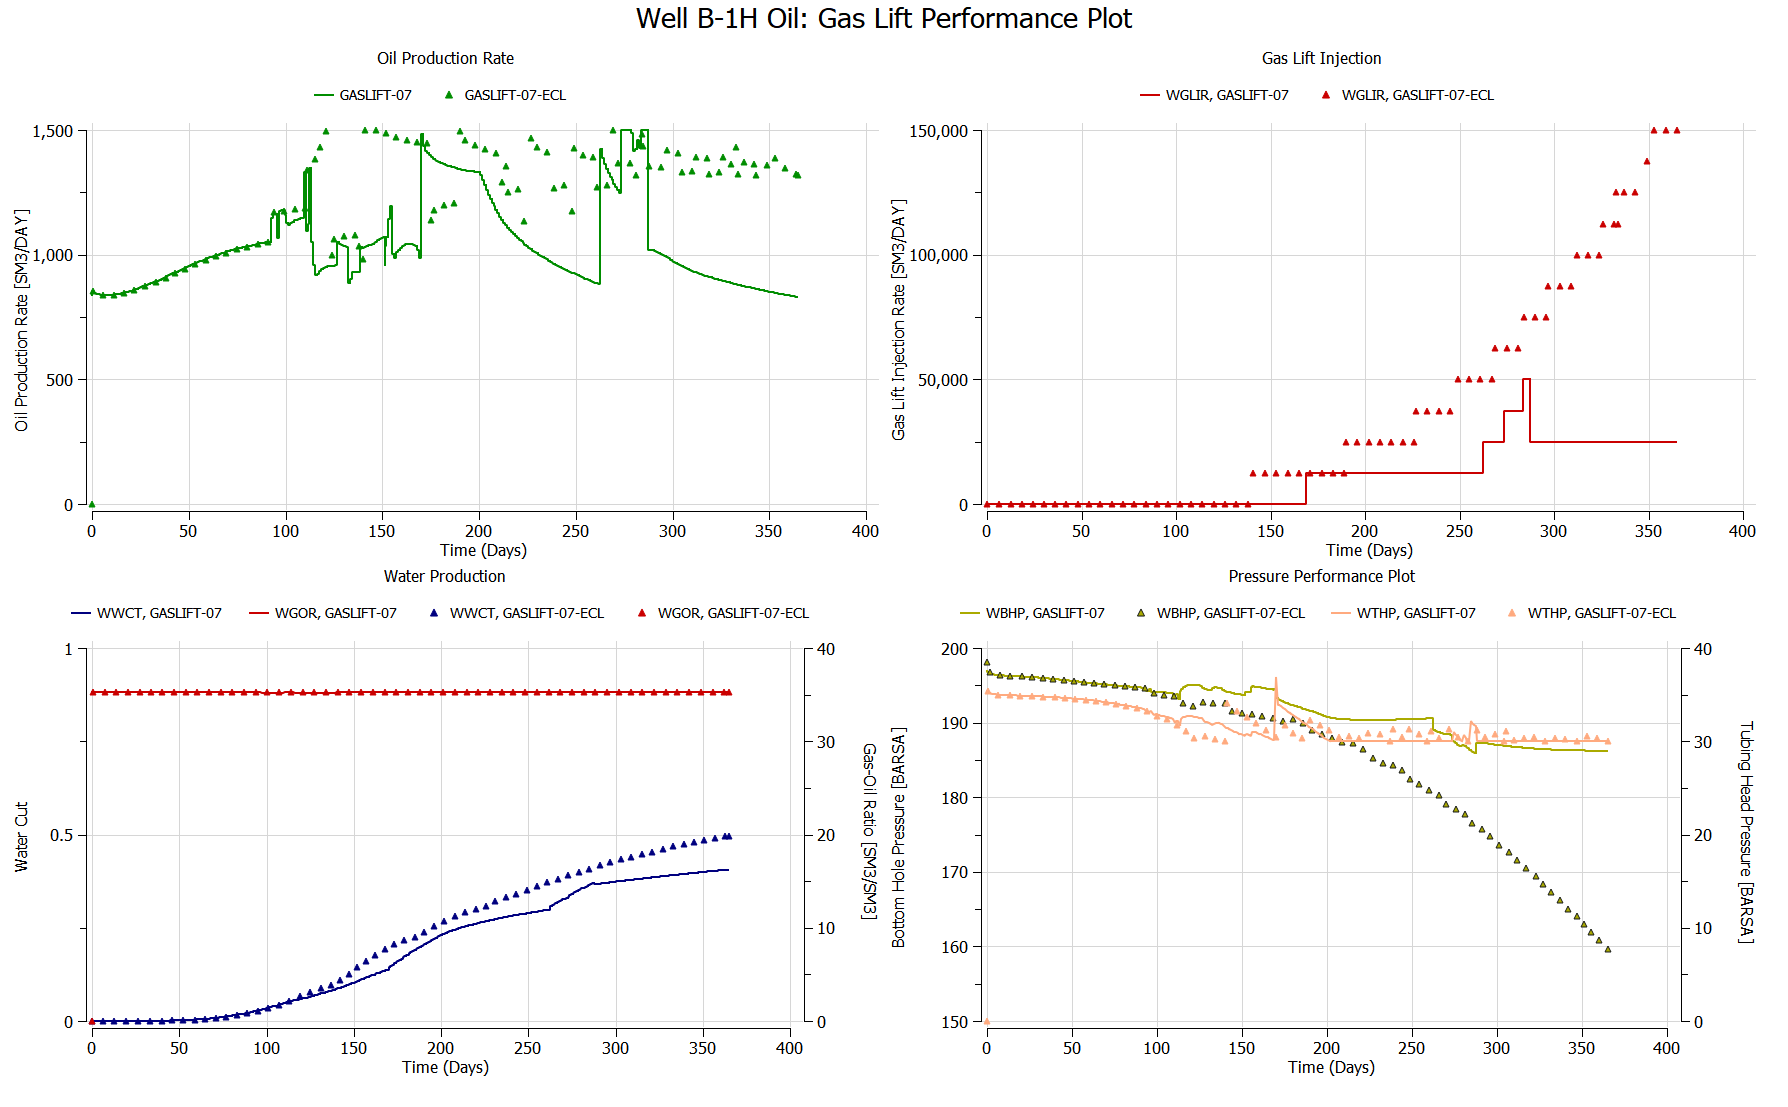 Well B-1H Oil: Gas Lift Performance Plot
Oil Production Rate
GASLIFT-07 GASLIFT-07-ECL
1,500
1,000
500
0
Oil Production Rate [SM3/DAY]
0 50 100 150 200 250 300 350 400
Time (Days)
Gas Lift Injection
WGLIR, GASLIFT-07 WGLIR, GASLIFT-07-ECL
150,000
100,000
50,000
0
Gas Lift Injection Rate [SM3/DAY]
0 50 100 150 200 250 300 350 400
Time (Days)
Water Production
WWCT, GASLIFT-07 WGOR, GASLIFT-07 WWCT, GASLIFT-07-ECL WGOR, GASLIFT-07-ECL
1
0.5
0
Water Cut
40
30
20
10
0
Gas-Oil Ratio [SM3/SM3]
0 50 100 150 200 250 300 350 400
Time (Days)
Pressure Performance Plot
WBHP, GASLIFT-07 WBHP, GASLIFT-07-ECL WTHP, GASLIFT-07 WTHP, GASLIFT-07-ECL
200
190
180
170
160
150
Bottom Hole Pressure [BARSA]
40
30
20
10
0
Tubing Head Pressure [BARSA]
0 50 100 150 200 250 300 350 400
Time (Days)